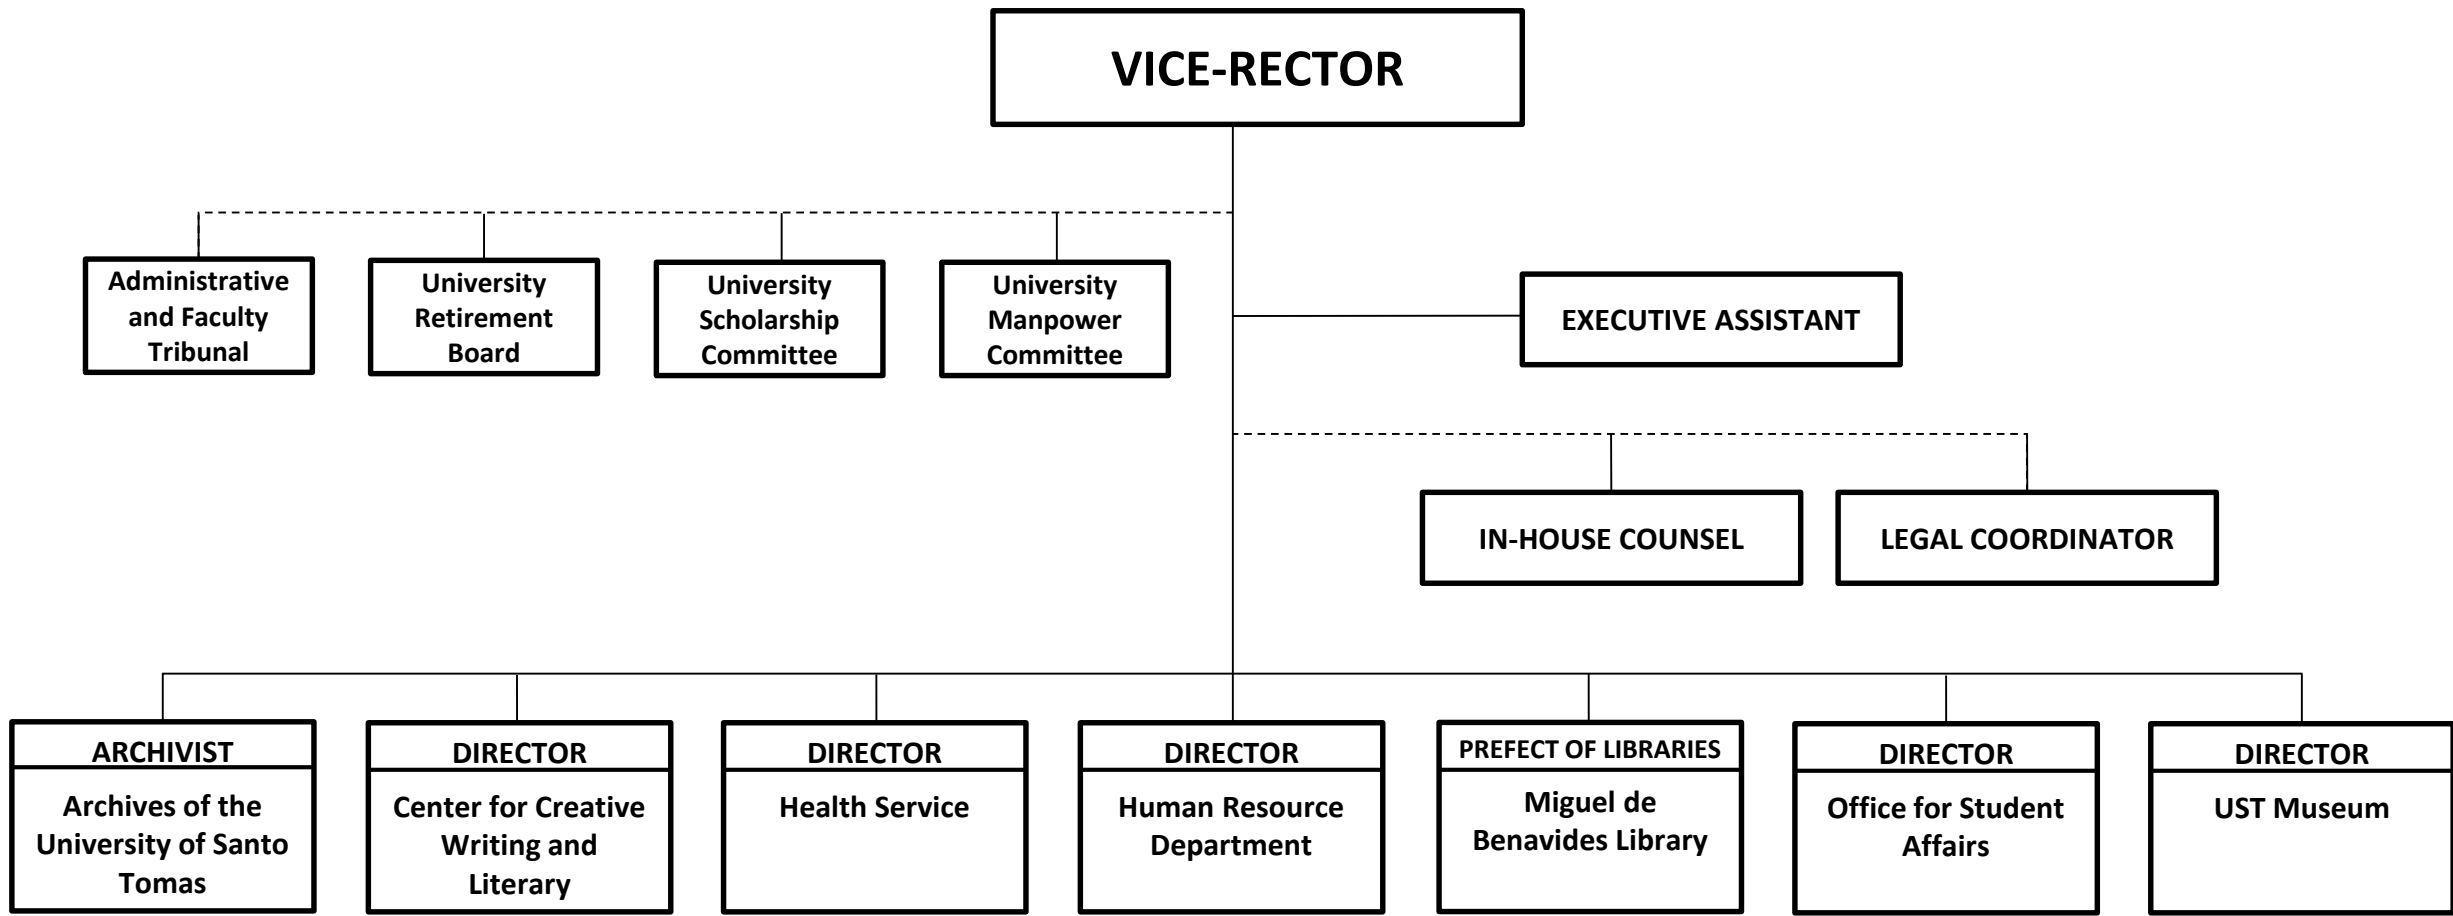 VICE-RECTOR
Administrative
and Faculty
Tribunal
University
Retirement
Board
University
Scholarship
Committee
University
Manpower
Committee
EXECUTIVE ASSISTANT
IN-HOUSE COUNSEL
LEGAL COORDINATOR
ARCHIVIST
Archives of the
University of Santo
Tomas
DIRECTOR
Center for Creative
Writing and
Literary
DIRECTOR
Health Service
DIRECTOR
Human Resource
Department
PREFECT OF LIBRARIES
Miguel de
Benavides Library
DIRECTOR
Office for Student
Affairs
DIRECTOR
UST Museum